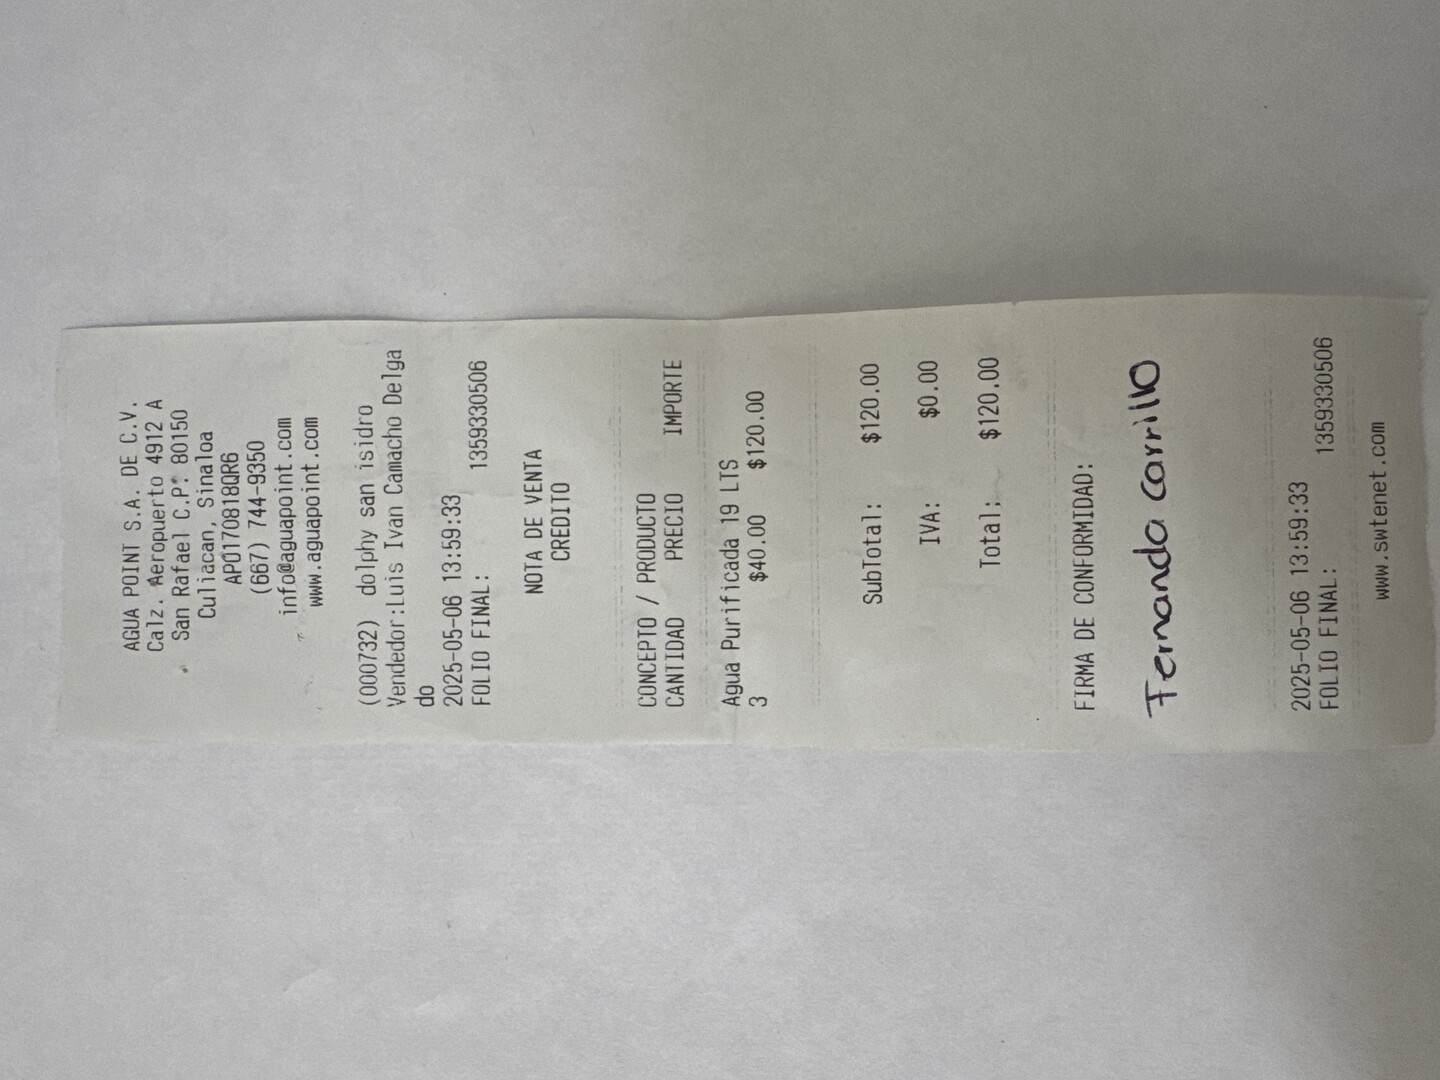 AGUA POINT S.A. DE C.V.
Calz. Aeropuerto 4912 A
San Rafael C.P: 80150
Culiacan, Sinaloa
APO170818QR6
(667) 744-9350
info@aguapoint.com
www.aguapoint.com
(000732) dolphy san isidro
Vendedor:Luis Ivan Camacho Delga
do
2025-05-06 13:59:33
FOLIO FINAL: 1359330506
NOTA DE VENTA
CREDITO
CONCEPTO / PRODUCTO
CANTIDAD PRECIO IMPORTE
Agua Purificada 19 LTS
3 $40.00 $120.00
SubTotal: $120.00
IVA: $0.00
Total: $120.00
FIRMA DE CONFORMIDAD:
Fernanda Carrillo
2025-05-06 13:59:33
FOLIO FINAL: 1359330506
www.swtenet.com